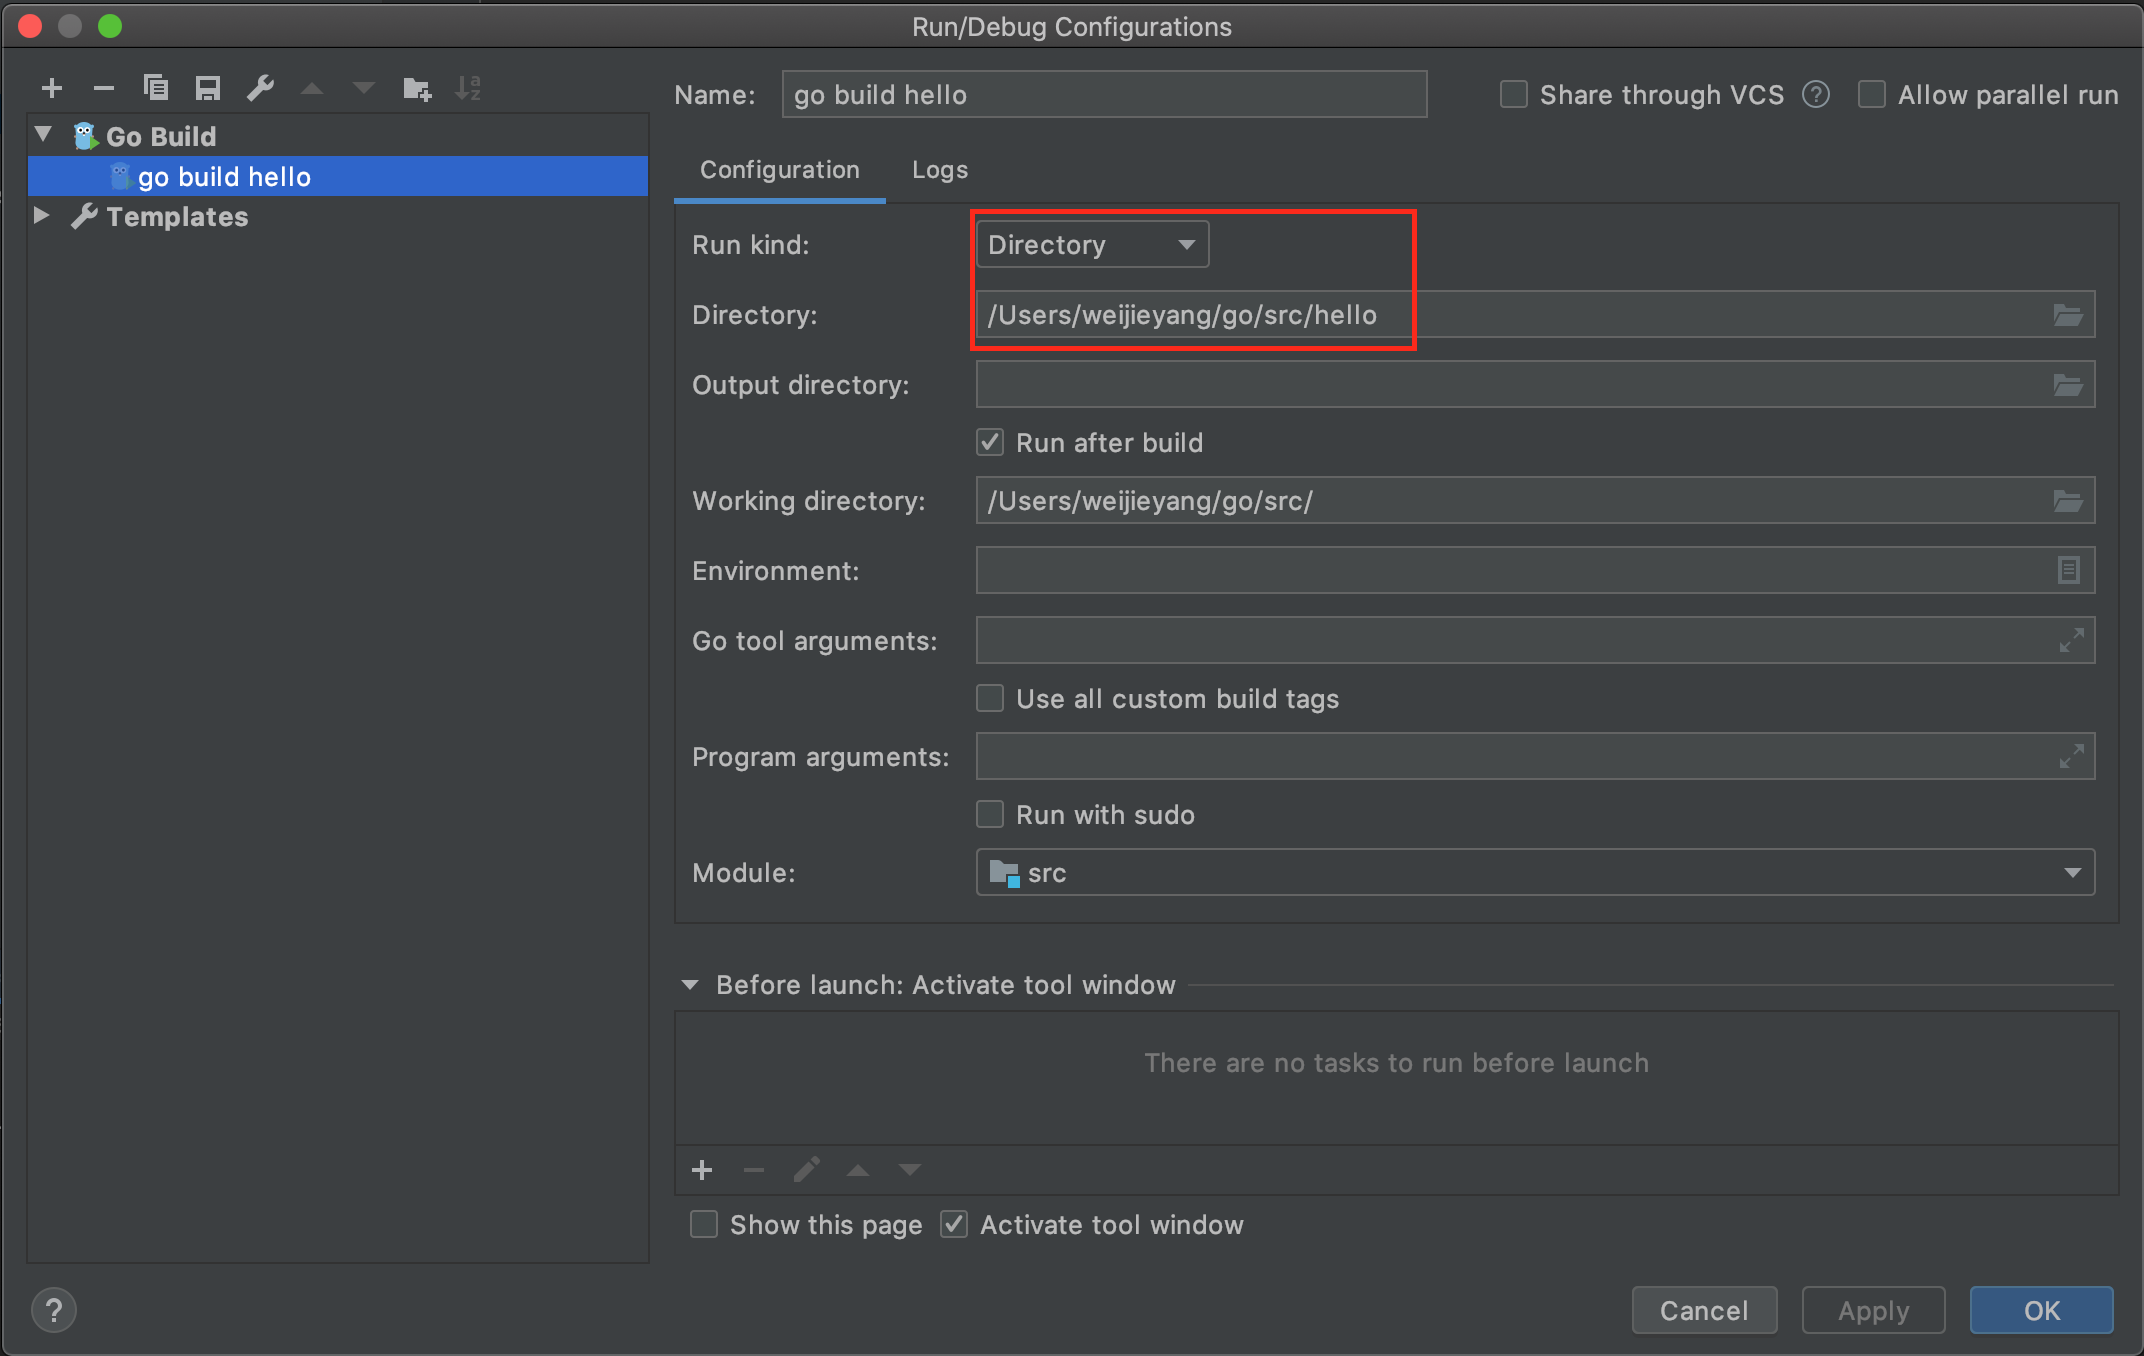 Run/Debug Configurations
Name: go build hello Share through VCS ? Allow parallel run
Go Build
go build hello
Templates
Configuration Logs
Run kind: Directory
Directory: /Users/weijieyang/go/src/hello
Output directory:
Run after build
Working directory: /Users/weijieyang/go/src/
Environment:
Go tool arguments:
Use all custom build tags
Program arguments:
Run with sudo
Module: src
Before launch: Activate tool window
There are no tasks to run before launch
Show this page Activate tool window
? Cancel Apply OK